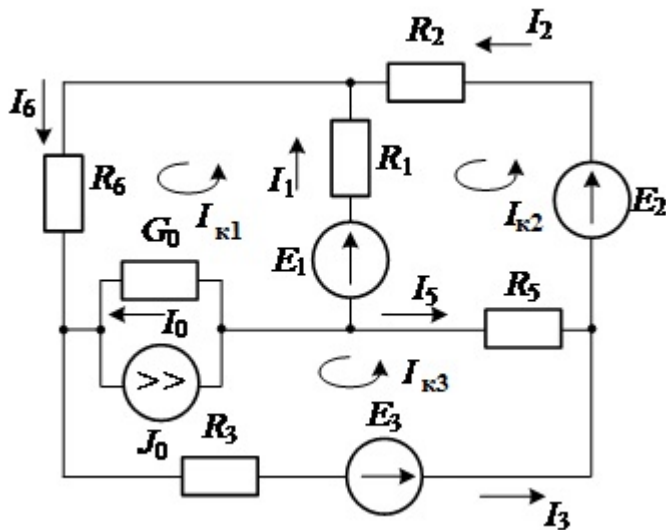 R₂ I₂
I₆
R₆ I₁ R₁
Iк1 Iк2 E₂
G₀ E₁
I₀ I₅ R₅
>>
J₀ R₃ E₃ Iк3
I₃